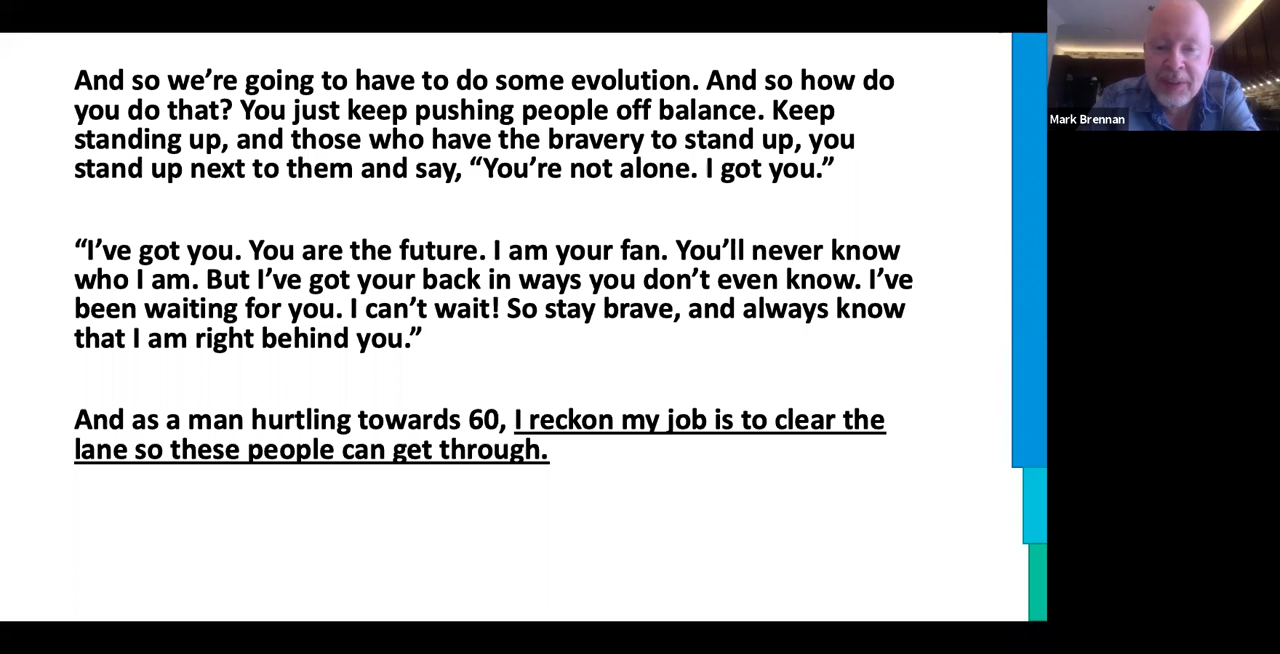 And so we’re going to have to do some evolution. And so how do
you do that? You just keep pushing people off balance. Keep
standing up, and those who have the bravery to stand up, you
stand up next to them and say, “You’re not alone. I got you.”
“I’ve got you. You are the future. I am your fan. You’ll never know
who I am. But I’ve got your back in ways you don’t even know. I’ve
been waiting for you. I can’t wait! So stay brave, and always know
that I am right behind you.”
And as a man hurtling towards 60, I reckon my job is to clear the
lane so these people can get through.
Mark Brennan